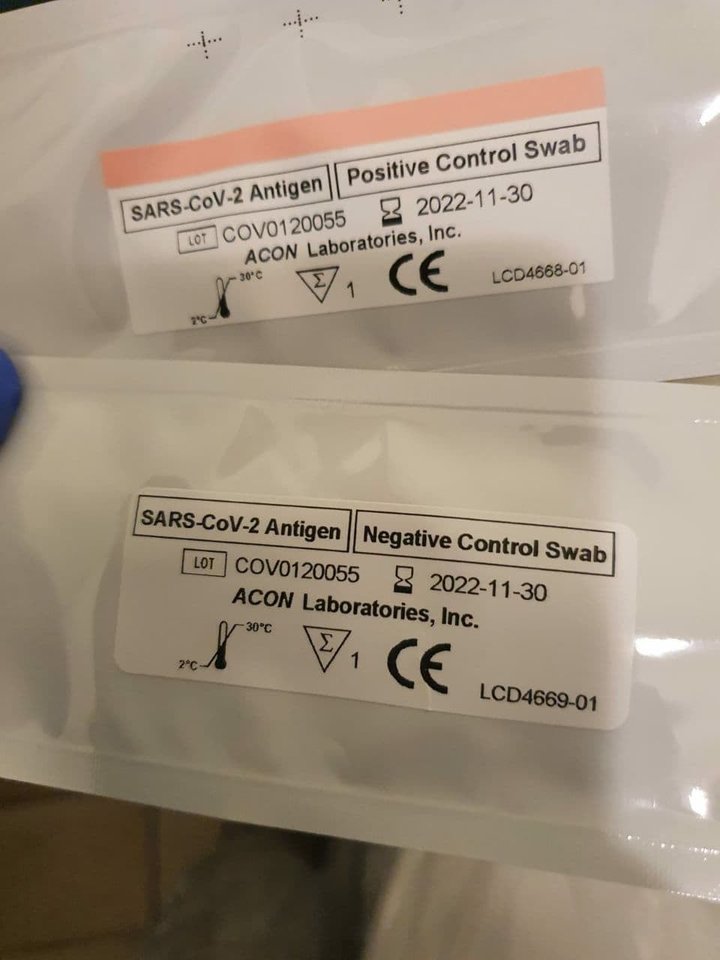 SARS-CoV-2 Antigen Positive Control Swab
LOT COV0120055 2022-11-30
ACON Laboratories, Inc.
30°C
2°C Σ 1 CE LCD4668-01
SARS-CoV-2 Antigen Negative Control Swab
LOT COV0120055 2022-11-30
ACON Laboratories, Inc.
30°C
2°C Σ 1 CE LCD4669-01